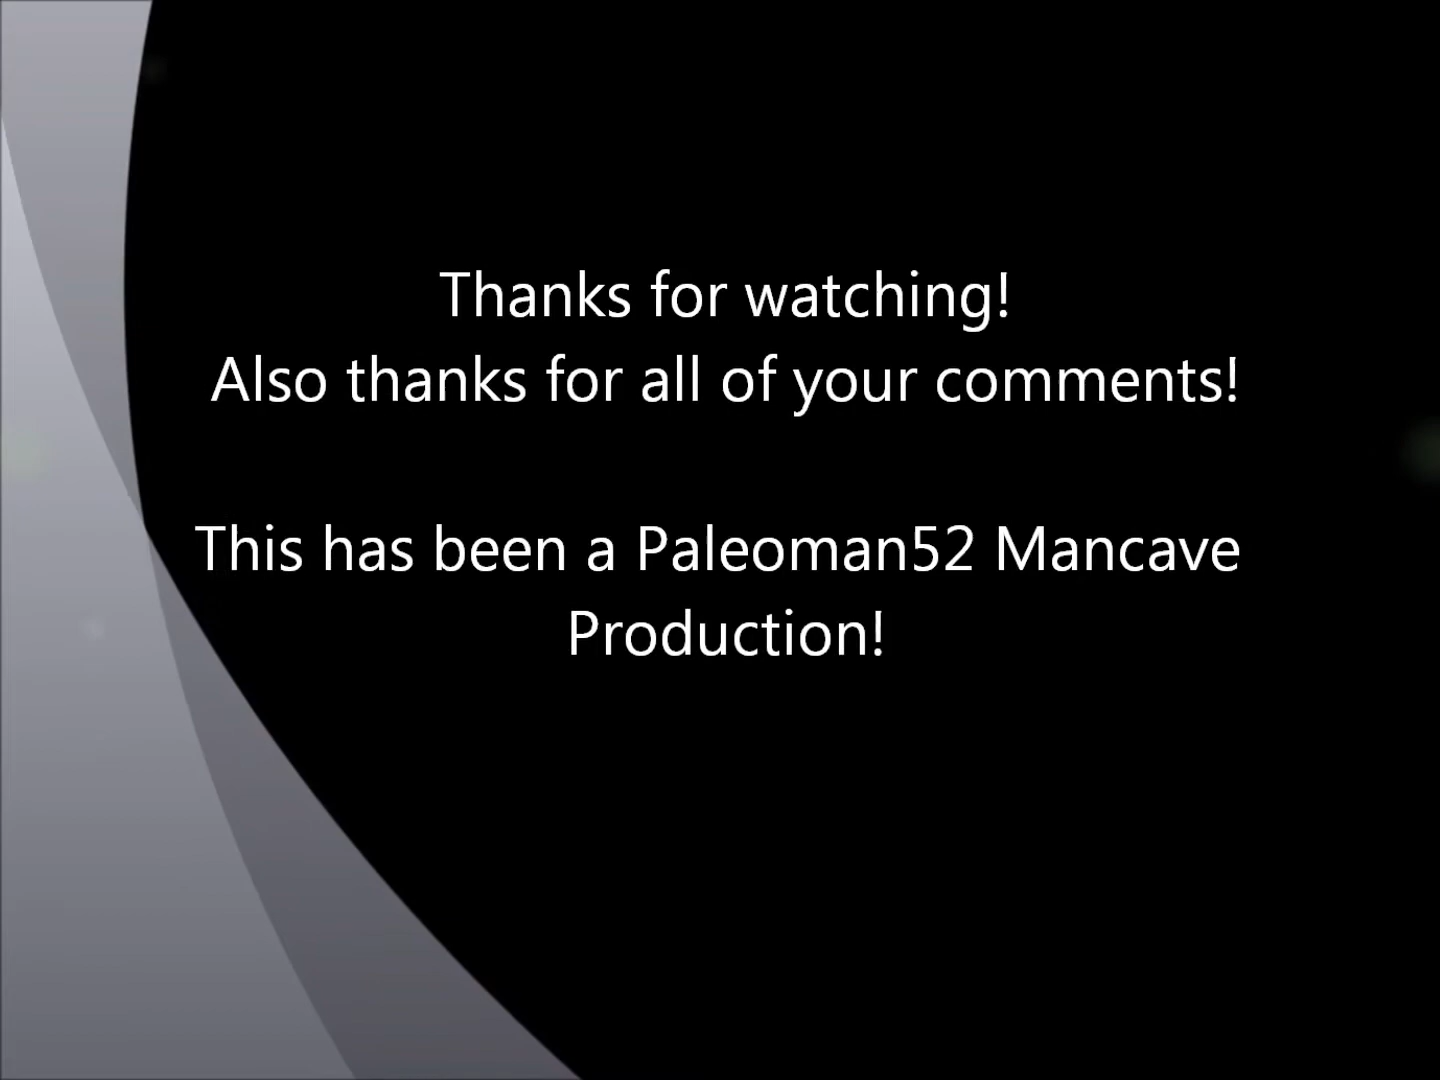 Thanks for watching!
Also thanks for all of your comments!
This has been a Paleoman52 Mancave
Production!